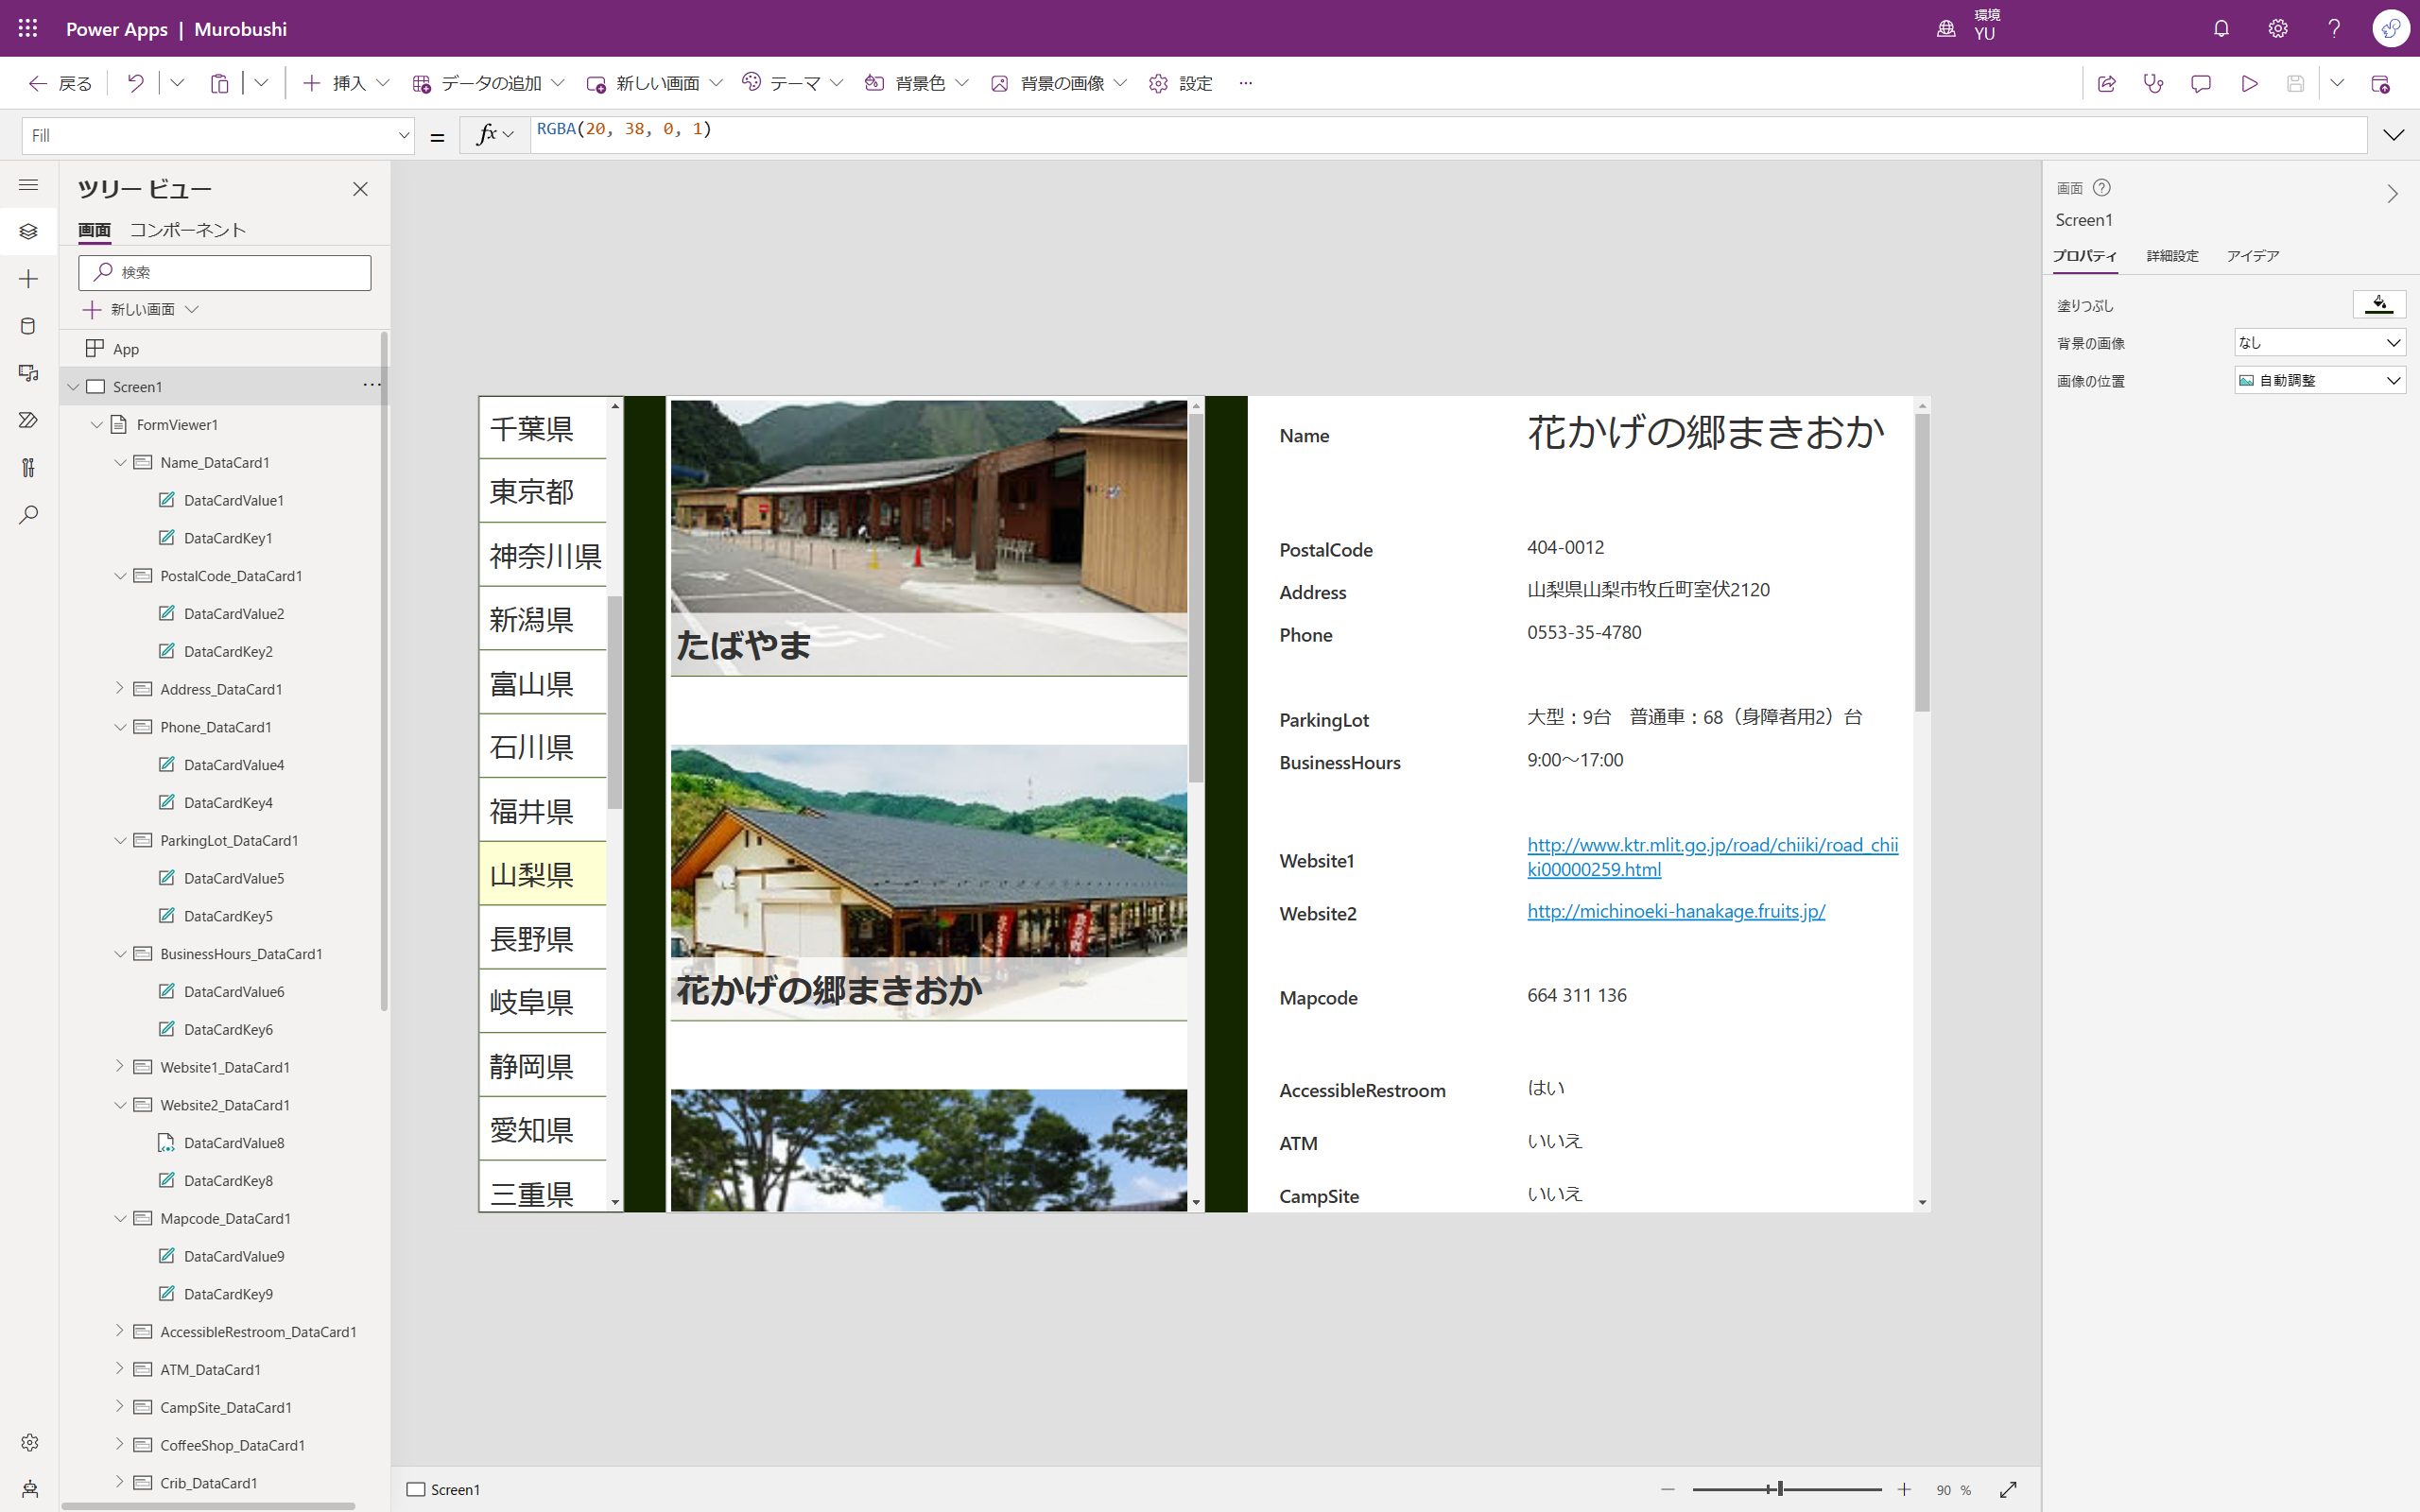 Power Apps | Murobushi
環境
YU
戻る
挿入
データの追加
新しい画面
テーマ
背景色
背景の画像
設定
Fill
=
fx
RGBA(20, 38, 0, 1)
ツリー ビュー
画面
コンポーネント
検索
新しい画面
App
Screen1
FormViewer1
Name_DataCard1
DataCardValue1
DataCardKey1
PostalCode_DataCard1
DataCardValue2
DataCardKey2
Address_DataCard1
Phone_DataCard1
DataCardValue4
DataCardKey4
ParkingLot_DataCard1
DataCardValue5
DataCardKey5
BusinessHours_DataCard1
DataCardValue6
DataCardKey6
Website1_DataCard1
Website2_DataCard1
DataCardValue8
DataCardKey8
Mapcode_DataCard1
DataCardValue9
DataCardKey9
AccessibleRestroom_DataCard1
ATM_DataCard1
CampSite_DataCard1
CoffeeShop_DataCard1
Crib_DataCard1
千葉県
東京都
神奈川県
新潟県
富山県
石川県
福井県
山梨県
長野県
岐阜県
静岡県
愛知県
三重県
たばやま
花かげの郷まきおか
Name 花かげの郷まきおか
PostalCode 404-0012
Address 山梨県山梨市牧丘町室伏2120
Phone 0553-35-4780
ParkingLot 大型：9台　普通車：68（身障者用2）台
BusinessHours 9:00～17:00
Website1 http://www.ktr.mlit.go.jp/road/chiiki/road_chii
ki00000259.html
Website2 http://michinoeki-hanakage.fruits.jp/
Mapcode 664 311 136
AccessibleRestroom はい
ATM いいえ
CampSite いいえ
Screen1
90 %
画面
Screen1
プロパティ
詳細設定
アイデア
塗りつぶし
背景の画像 なし
画像の位置 自動調整